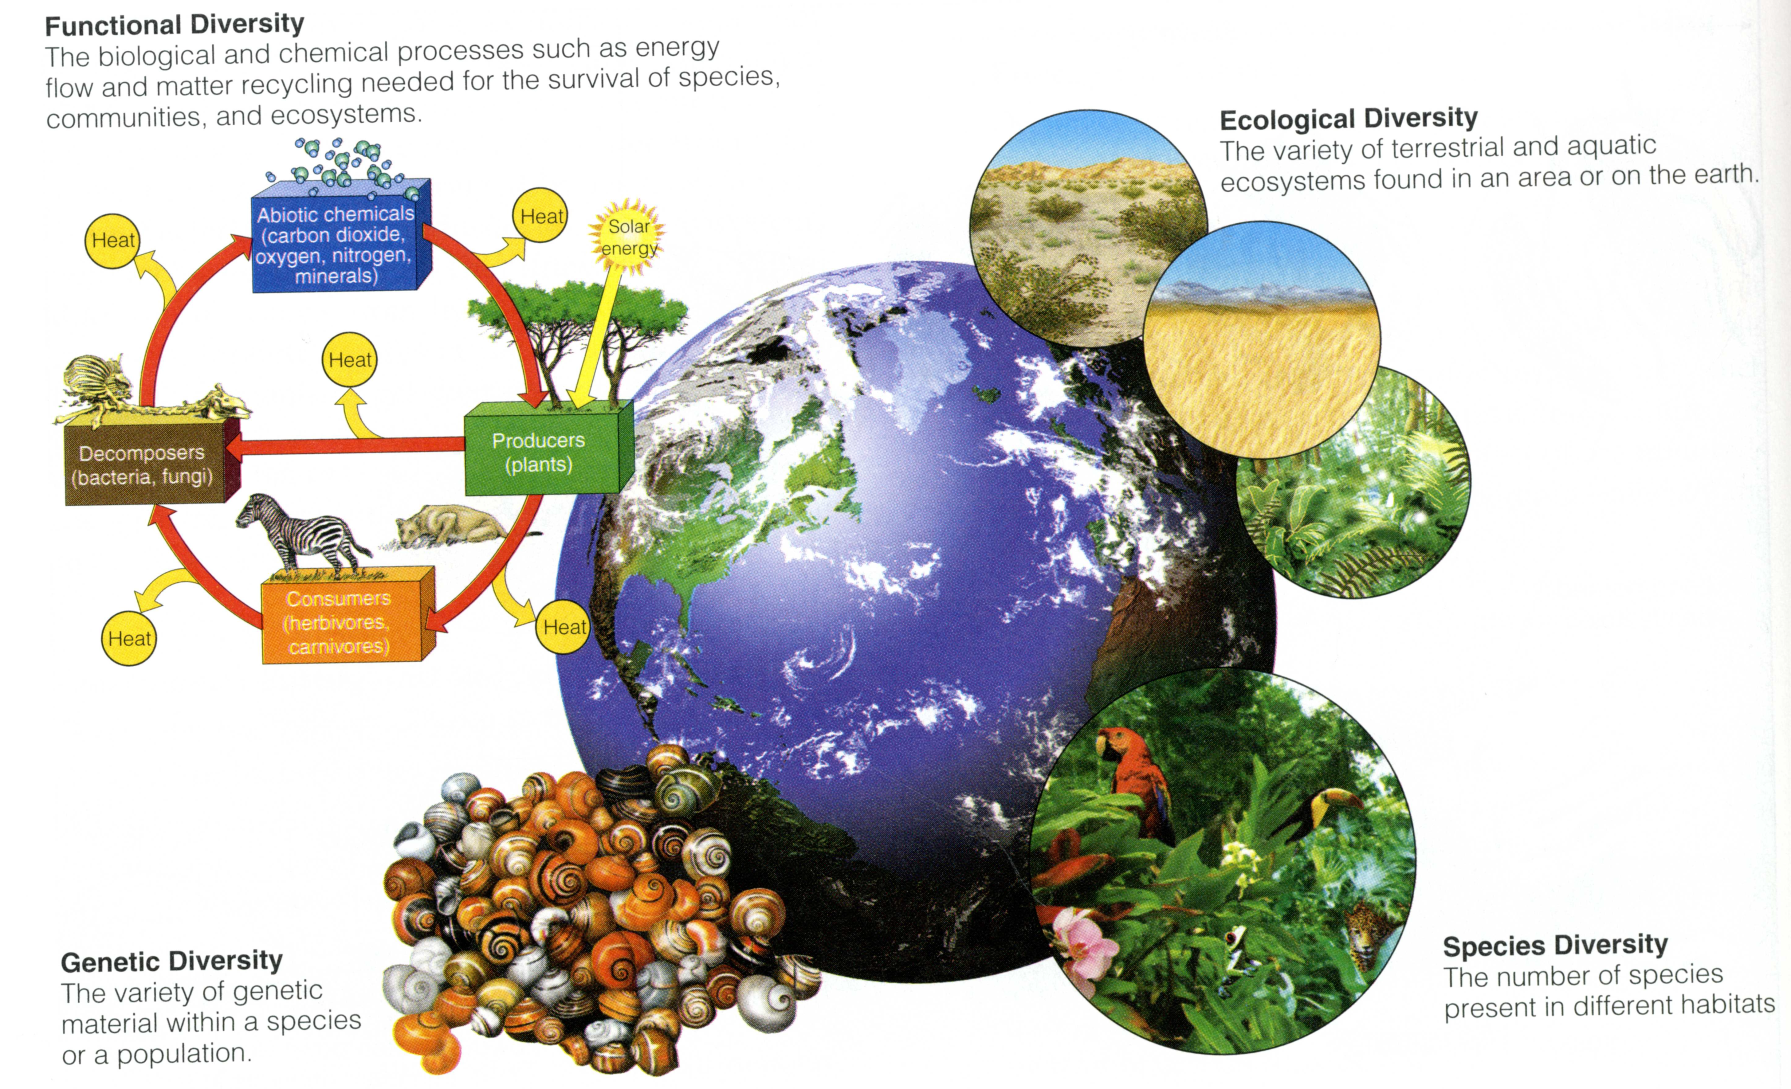 Functional Diversity
The biological and chemical processes such as energy
flow and matter recycling needed for the survival of species,
communities, and ecosystems.
Ecological Diversity
The variety of terrestrial and aquatic
ecosystems found in an area or on the earth.
Abiotic chemicals
(carbon dioxide,
oxygen, nitrogen,
minerals)
Heat
Heat
Solar
energy
Heat
Producers
(plants)
Decomposers
(bacteria, fungi)
Consumers
(herbivores,
carnivores)
Heat
Heat
Genetic Diversity
The variety of genetic
material within a species
or a population.
Species Diversity
The number of species
present in different habitats